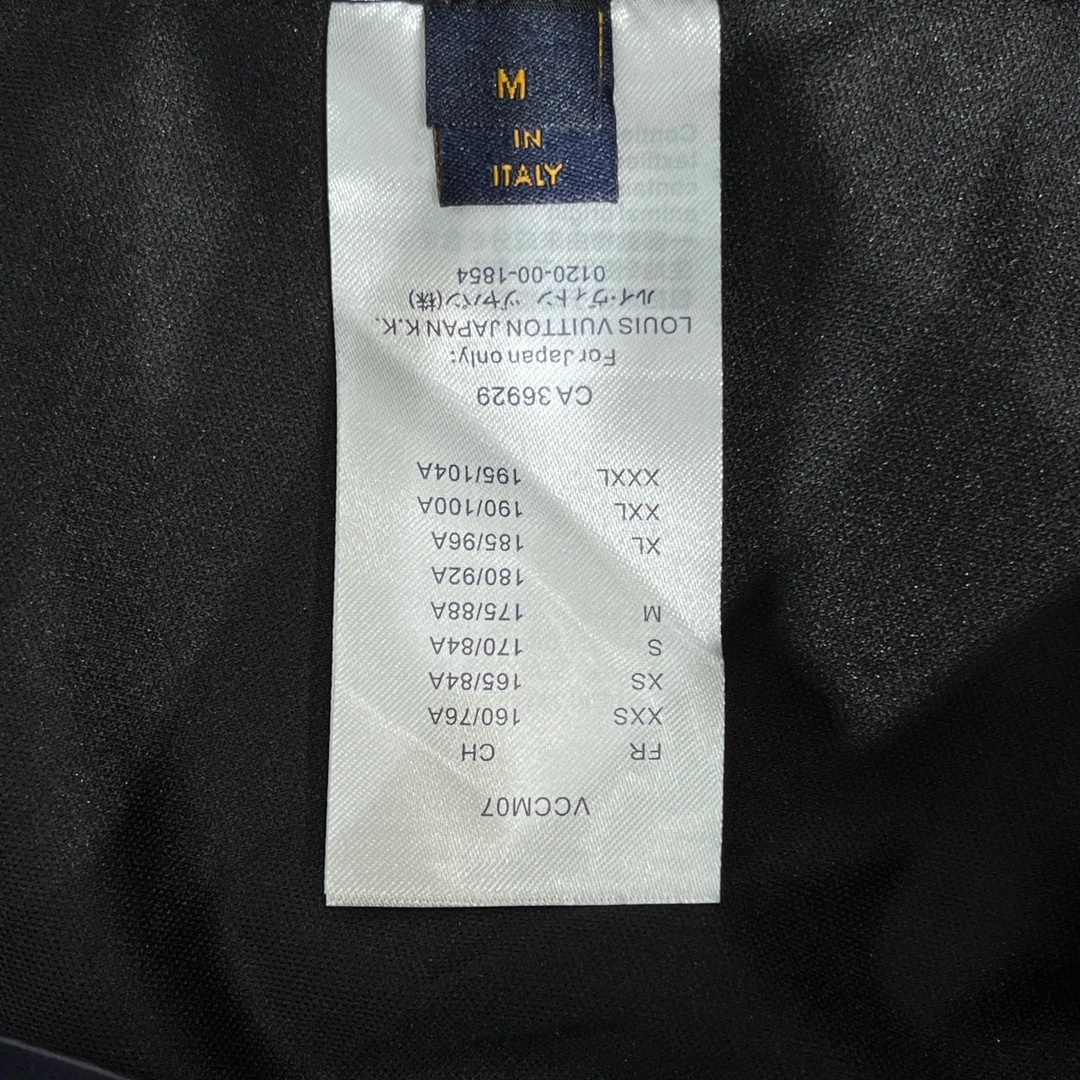 M
IN
ITALY
VCCM07
FR CH
XXS 160/76A
XS 165/84A
S 170/84A
M 175/88A
180/92A
XL 185/96A
XXL 190/100A
XXXL 195/104A
CA 36929
For Japan only:
LOUIS VUITTON JAPAN K.K.
ルイ・ヴィトン ジャパン(株)
0120-00-1854